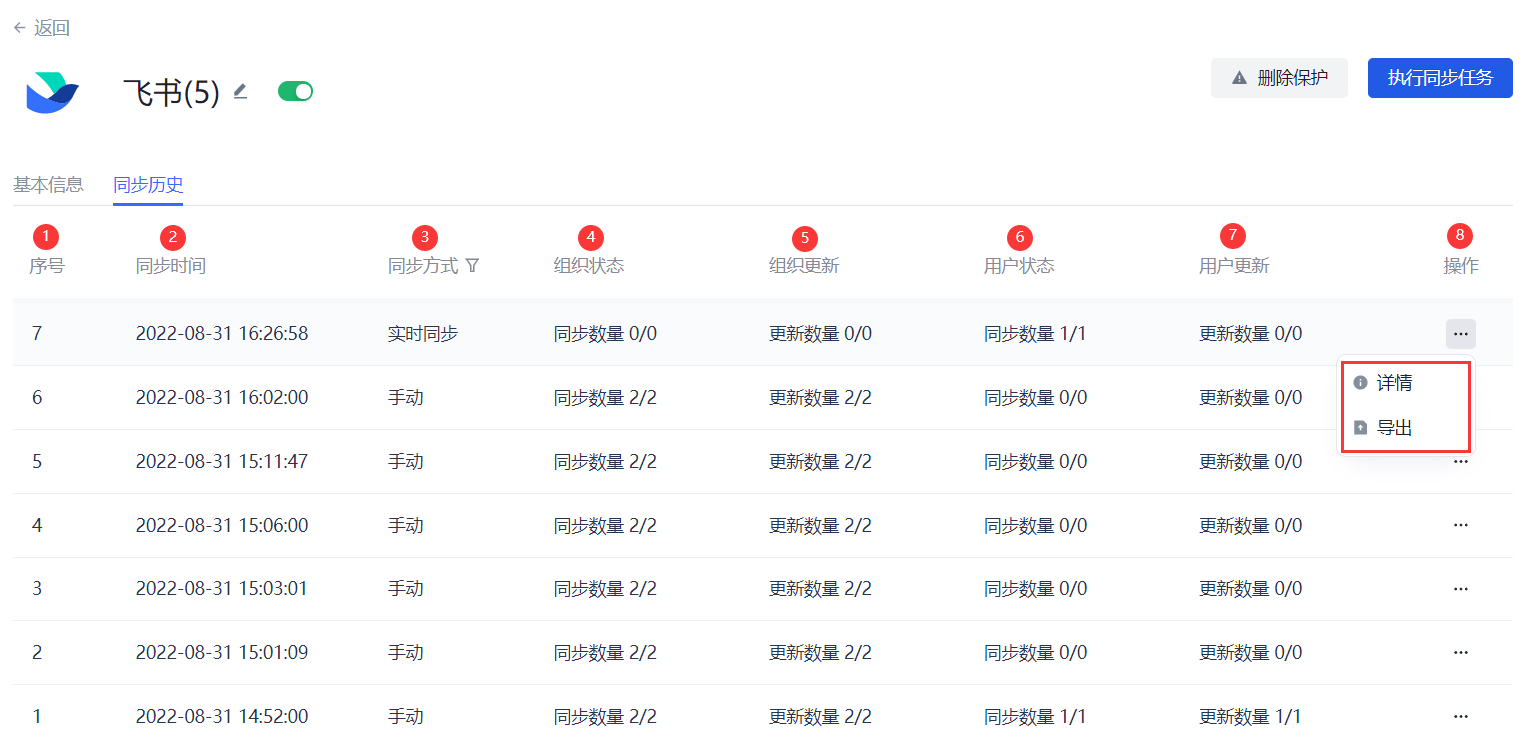 返回
飞书(5)
删除保护 执行同步任务
基本信息 同步历史
1 2 3 4 5 6 7 8
序号 同步时间 同步方式 组织状态 组织更新 用户状态 用户更新 操作
7 2022-08-31 16:26:58 实时同步 同步数量 0/0 更新数量 0/0 同步数量 1/1 更新数量 0/0 ···
详情
6 2022-08-31 16:02:00 手动 同步数量 2/2 更新数量 2/2 同步数量 0/0 更新数量 0/0
导出
5 2022-08-31 15:11:47 手动 同步数量 2/2 更新数量 2/2 同步数量 0/0 更新数量 0/0 ···
4 2022-08-31 15:06:00 手动 同步数量 2/2 更新数量 2/2 同步数量 0/0 更新数量 0/0 ···
3 2022-08-31 15:03:01 手动 同步数量 2/2 更新数量 2/2 同步数量 0/0 更新数量 0/0 ···
2 2022-08-31 15:01:09 手动 同步数量 2/2 更新数量 2/2 同步数量 0/0 更新数量 0/0 ···
1 2022-08-31 14:52:00 手动 同步数量 2/2 更新数量 2/2 同步数量 1/1 更新数量 1/1 ···